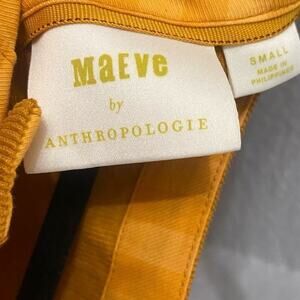 MaEve
by
ANTHROPOLOGIE
SMALL
MADE IN
PHILIPPINES